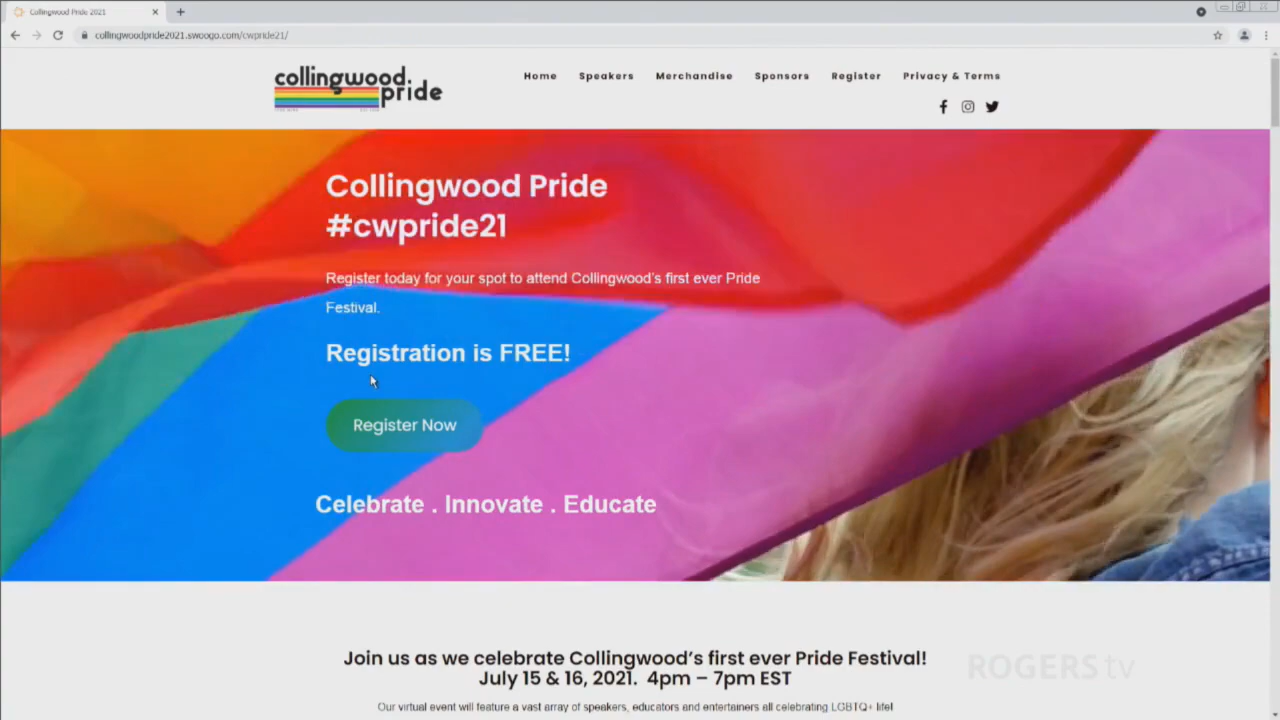 Collingwood Pride 2021
collingwoodpride2021.swoogo.com/cwpride21/
collingwood
pride
Home Speakers Merchandise Sponsors Register Privacy & Terms
Collingwood Pride
#cwpride21
Register today for your spot to attend Collingwood's first ever Pride
Festival.
Registration is FREE!
Register Now
Celebrate . Innovate . Educate
Join us as we celebrate Collingwood's first ever Pride Festival!
July 15 & 16, 2021.  4pm – 7pm EST
ROGERS tv
Our virtual event will feature a vast array of speakers, educators and entertainers all celebrating LGBTQ+ life!